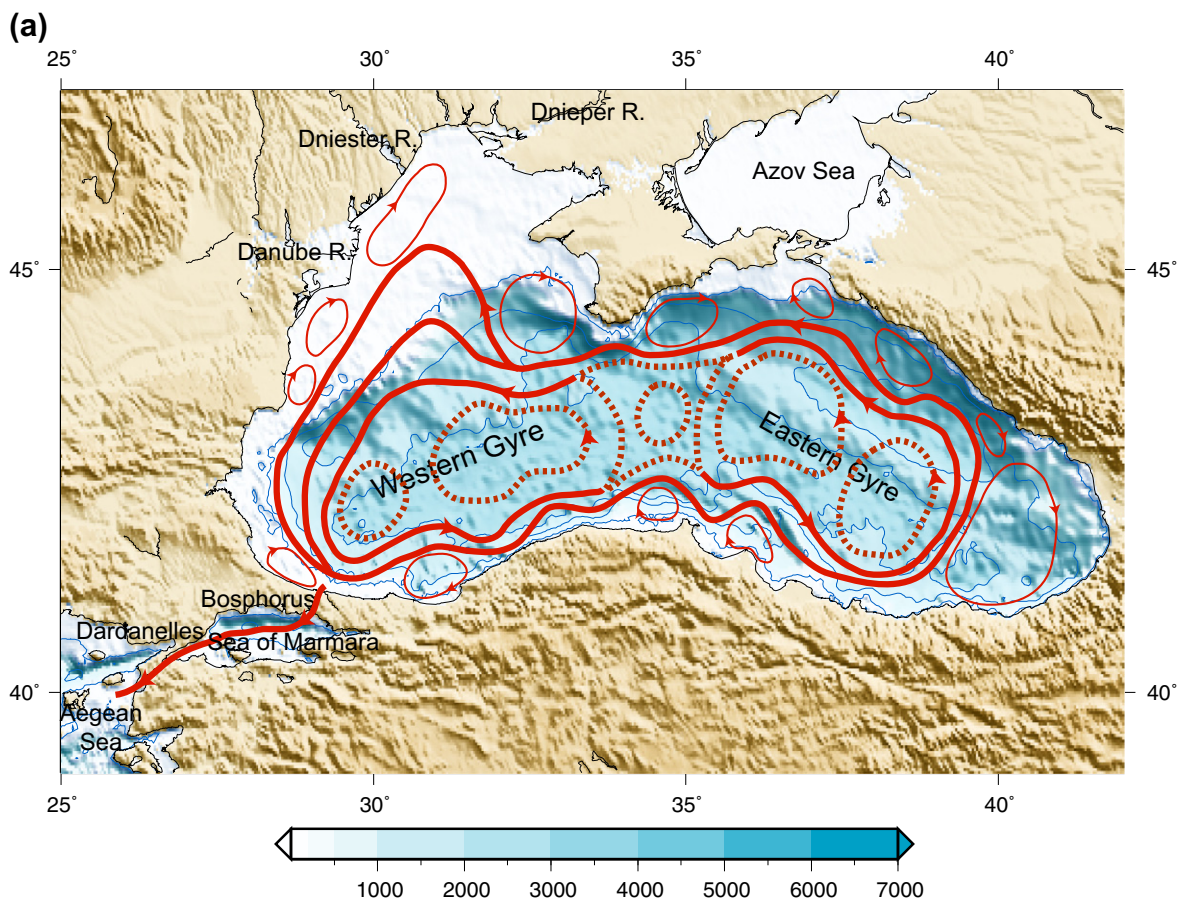 (a)
25° 30° 35° 40°
Dnieper R.
Dniester R.
Azov Sea
Danube R.
45° 45°
Western Gyre
Eastern Gyre
Bosphorus
Dardanelles
Sea of Marmara
40° 40°
Aegean
Sea
25° 30° 35° 40°
1000 2000 3000 4000 5000 6000 7000